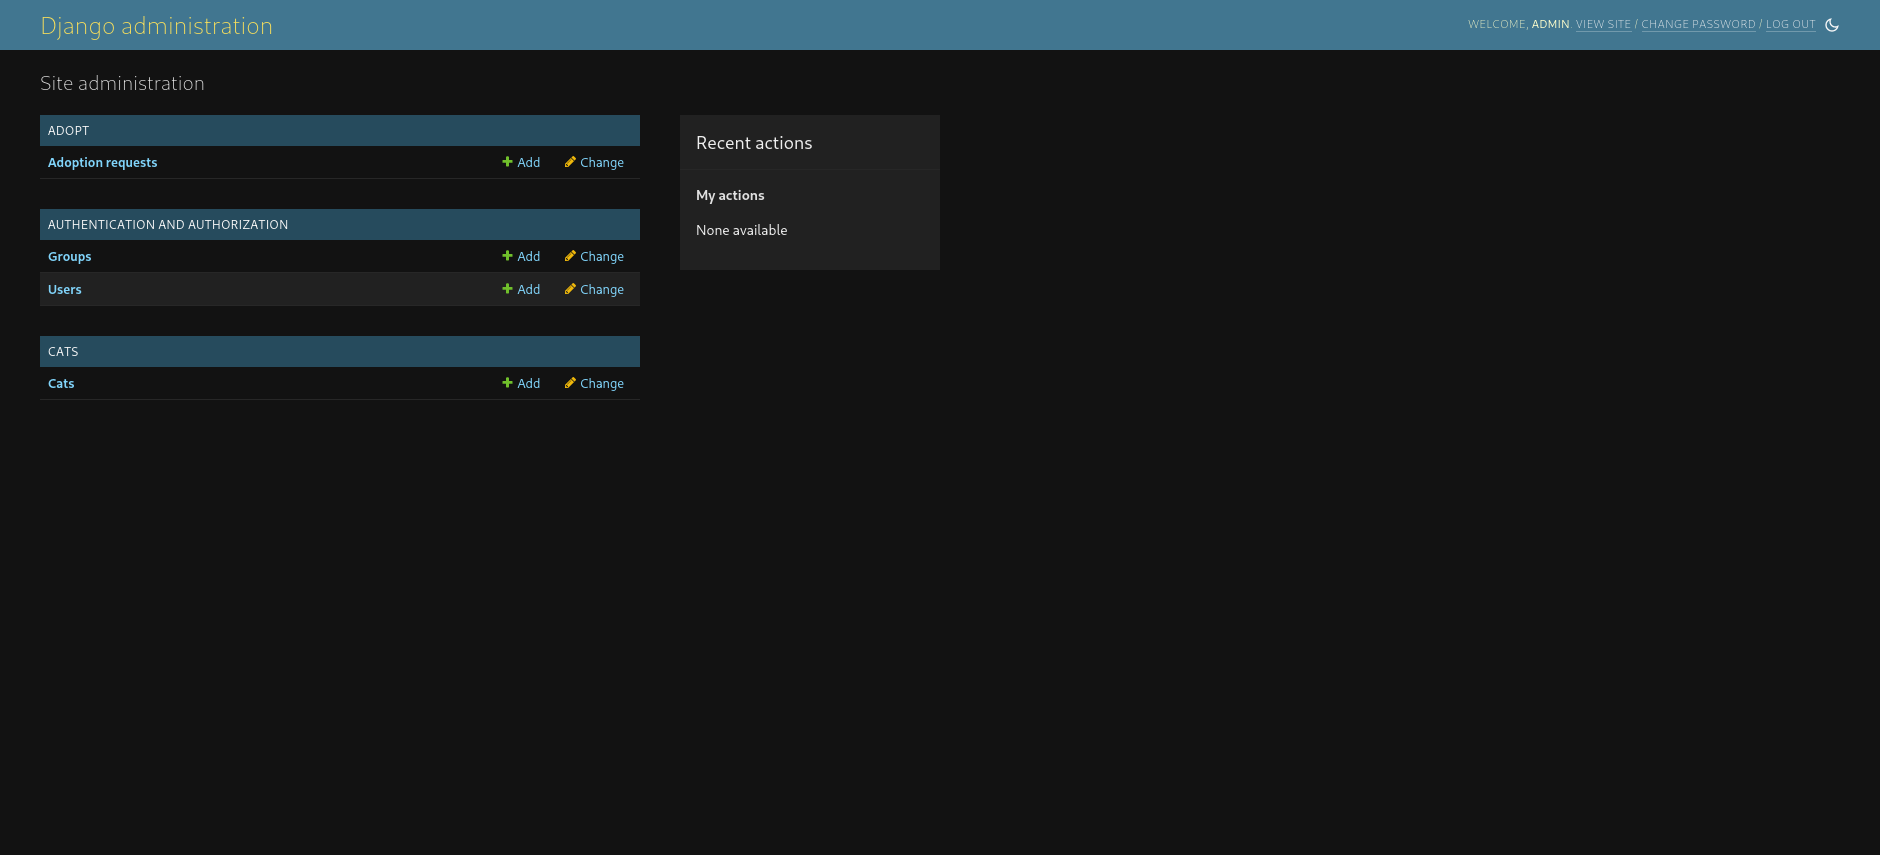 Django administration
WELCOME, ADMIN. VIEW SITE / CHANGE PASSWORD / LOG OUT
Site administration
ADOPT
Adoption requests Add Change
AUTHENTICATION AND AUTHORIZATION
Groups Add Change
Users Add Change
CATS
Cats Add Change
Recent actions
My actions
None available